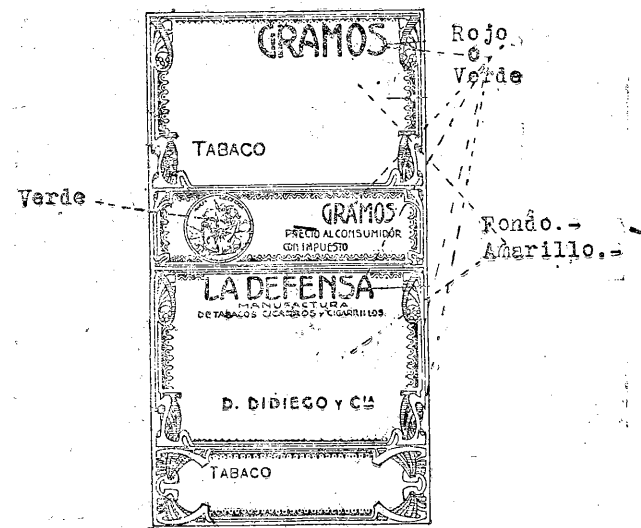 GRAMOS
Rojo
o
Verde
TABACO
Verde
GRAMOS
PRECIO AL CONSUMIDOR
CON IMPUESTO
Rondo.
Amarillo.
LA DEFENSA
MANUFACTURA
DE TABACOS CIGARROS Y CIGARRILLOS.
D. DIDIEGO Y CIA
TABACO